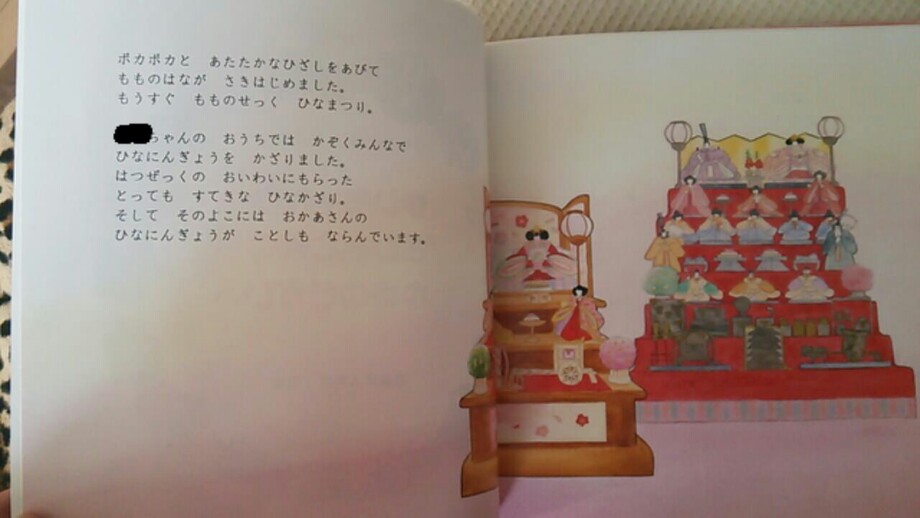 ポカポカと　あたたかなひざしをあびて
もものはなが　さきはじめました。
もうすぐ　もものせっく　ひなまつり。
ちゃんの　おうちでは　かぞくみんなで
ひなにんぎょうを　かざりました。
はつぜっくの　おいわいにもらった
とっても　すてきな　ひなかざり。
そして　そのよこには　おかあさんの
ひなにんぎょうが　ことしも　ならんでいます。